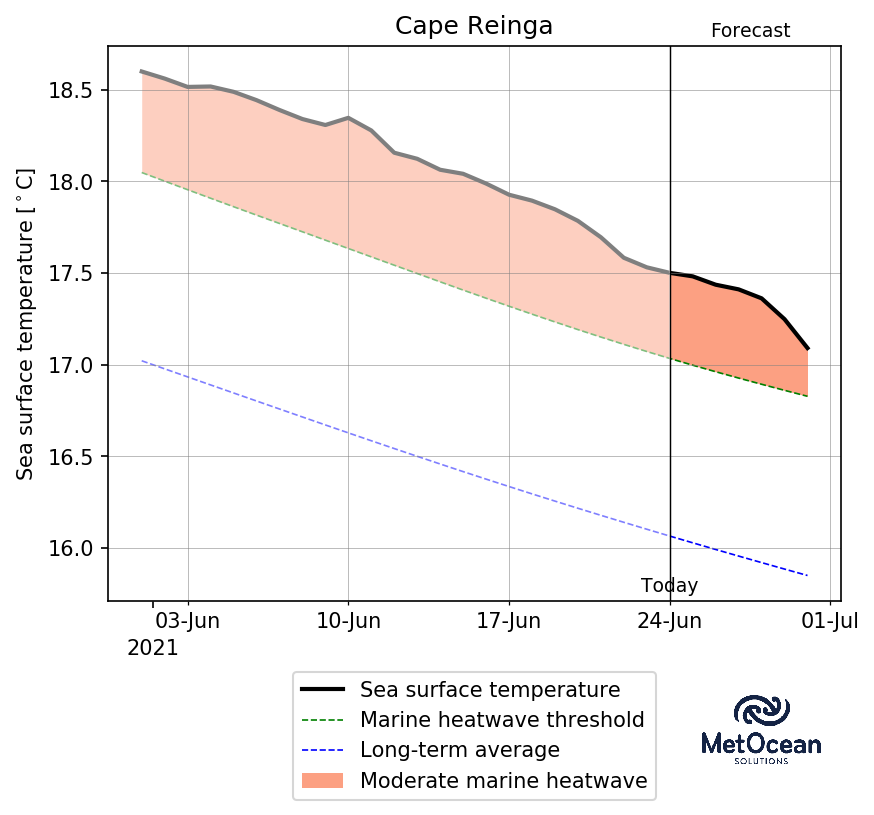 Cape Reinga
Forecast
Sea surface temperature [°C]
18.5
18.0
17.5
17.0
16.5
16.0
Today
03-Jun 10-Jun 17-Jun 24-Jun 01-Jul
2021
Sea surface temperature
Marine heatwave threshold
Long-term average
Moderate marine heatwave
MetOcean
SOLUTIONS